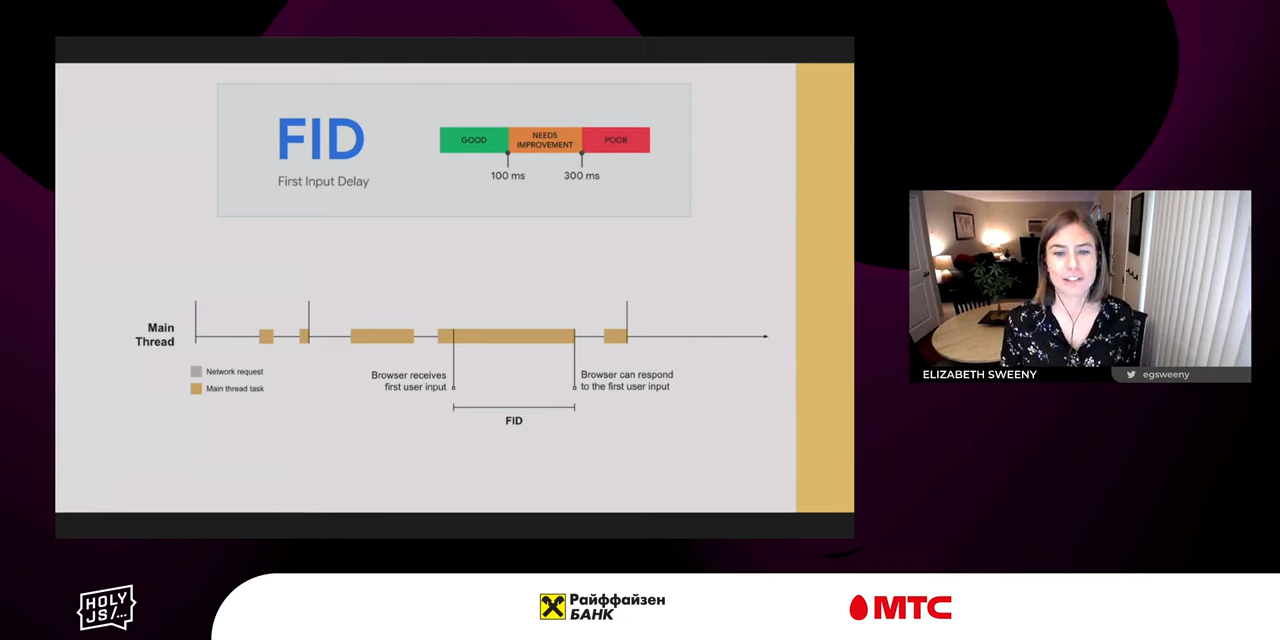 FID
First Input Delay
GOOD
NEEDS
IMPROVEMENT
POOR
100 ms
300 ms
Main
Thread
Network request
Main thread task
Browser receives
first user input
Browser can respond
to the first user input
FID
ELIZABETH SWEENY
egsweeny
HOLY
JS/...
Райффайзен
БАНК
МТС